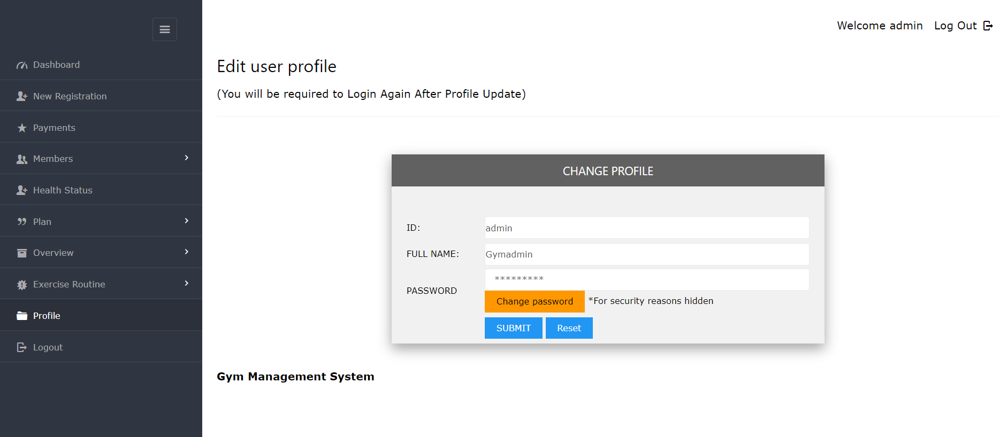 Welcome admin Log Out
Dashboard
New Registration
Payments
Members
Health Status
Plan
Overview
Exercise Routine
Profile
Logout
Edit user profile
(You will be required to Login Again After Profile Update)
CHANGE PROFILE
ID: admin
FULL NAME: Gymadmin
PASSWORD *********
Change password *For security reasons hidden
SUBMIT Reset
Gym Management System